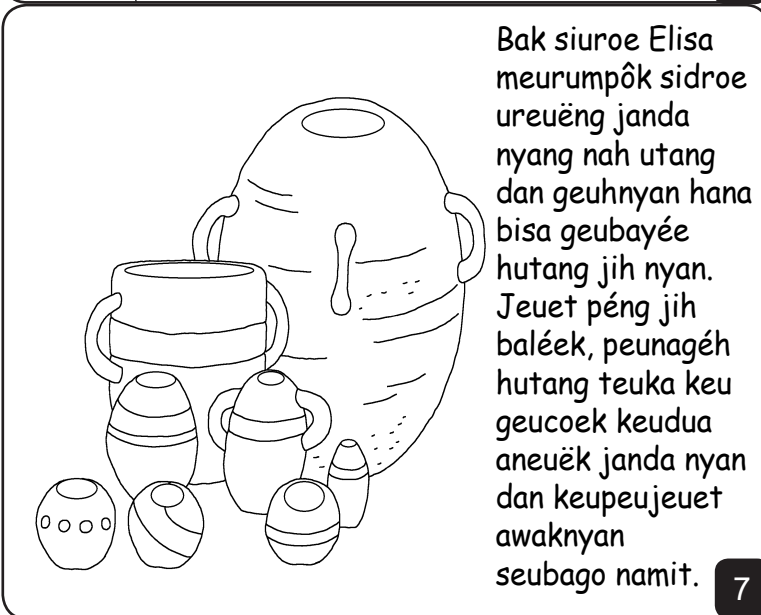 Bak siuroe Elisa
meurumpôk sidroe
ureuëng janda
nyang nah utang
dan geuhnyan hana
bisa geubayée
hutang jih nyan.
Jeuet péng jih
baléek, peunagéh
hutang teuka keu
geucoek keudua
aneuëk janda nyan
dan keupeujeuet
awaknyan
seubago namit.
7